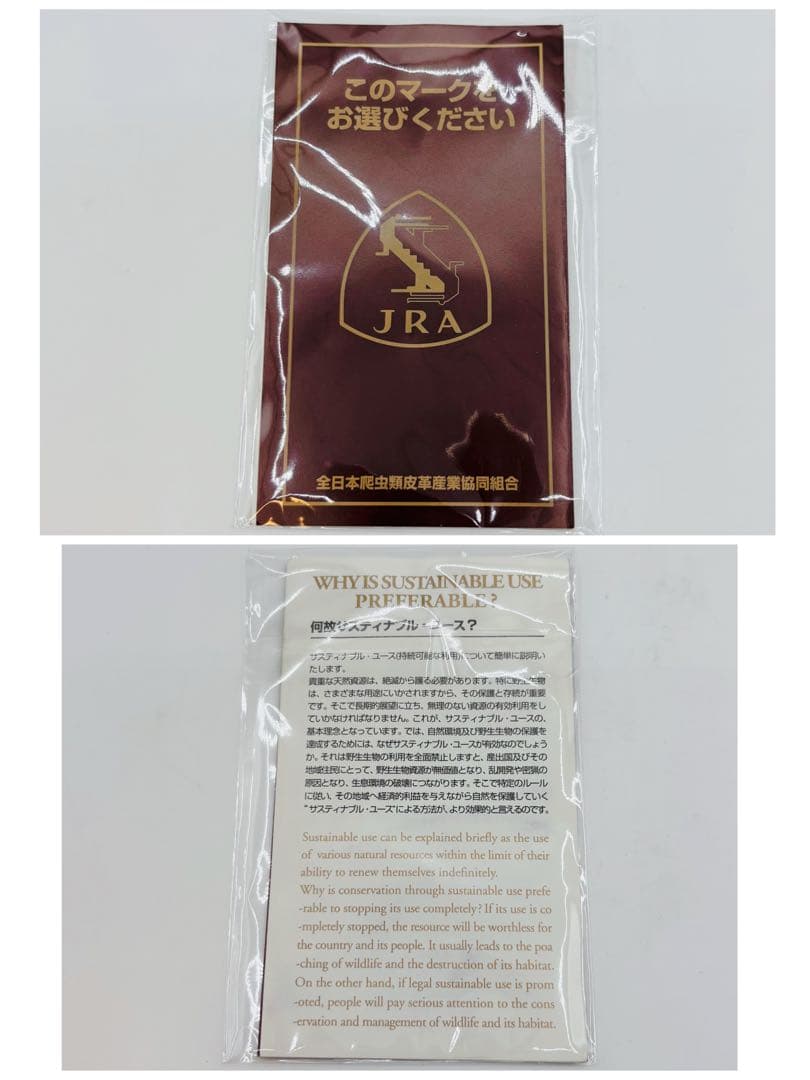 このマークを
お選びください
JRA
全日本爬虫類皮革産業協同組合
WHY IS SUSTAINABLE USE
PREFERABLE?
何故サスティナブル・ユース?
サスティナブル・ユース(持続可能な利用)について簡単に説明い
たします。
貴重な天然資源は、絶滅から護る必要があります。特に野生生物
は、さまざまな用途にいかされますから、その保護と存続が重要
です。そこで長期的展望に立ち、無理のない資源の有効利用をし
ていかなければなりません。これが、サスティナブル・ユースの、
基本理念となっています。では、自然環境及び野生生物の保護を
達成するためには、なぜサスティナブル・ユースが有効なのでしょう
か。それは野生生物の利用を全面禁止しますと、産出国及びその
地域住民にとって、野生生物資源が無価値となり、乱開発や密猟の
原因となり、生息環境の破壊につながります。そこで特定のルール
に従い、その地域へ経済的利益を与えながら自然を保護していく
“サスティナブル・ユース”による方法が、より効果的と言えるのです。
Sustainable use can be explained briefly as the use
of various natural resources within the limit of their
ability to renew themselves indefinitely.
Why is conservation through sustainable use prefe
-rable to stopping its use completely? If its use is co
-mpletely stopped, the resource will be worthless for
the country and its people. It usually leads to the poa
-ching of wildlife and the destruction of its habitat.
On the other hand, if legal sustainable use is prom
-oted, people will pay serious attention to the cons
-ervation and management of wildlife and its habitat.